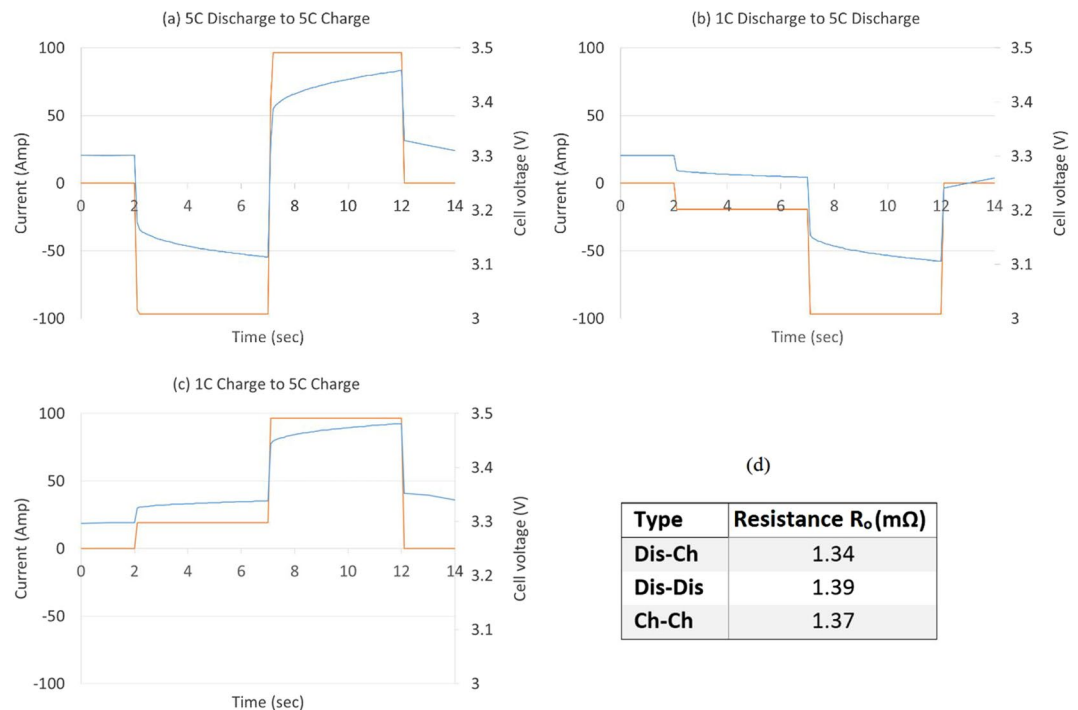 (a) 5C Discharge to 5C Charge
100
50
0
-50
-100
Current (Amp)
0 2 4 6 8 10 12 14
Time (sec)
3.5
3.4
3.3
3.2
3.1
3
Cell voltage (V)
(b) 1C Discharge to 5C Discharge
100
50
0
-50
-100
Current (Amp)
0 2 4 6 8 10 12 14
Time (sec)
3.5
3.4
3.3
3.2
3.1
3
Cell voltage (V)
(c) 1C Charge to 5C Charge
100
50
0
-50
-100
Current (Amp)
0 2 4 6 8 10 12 14
Time (sec)
3.5
3.4
3.3
3.2
3.1
3
Cell voltage (V)
(d)
Type Resistance Rₒ (mΩ)
Dis-Ch 1.34
Dis-Dis 1.39
Ch-Ch 1.37